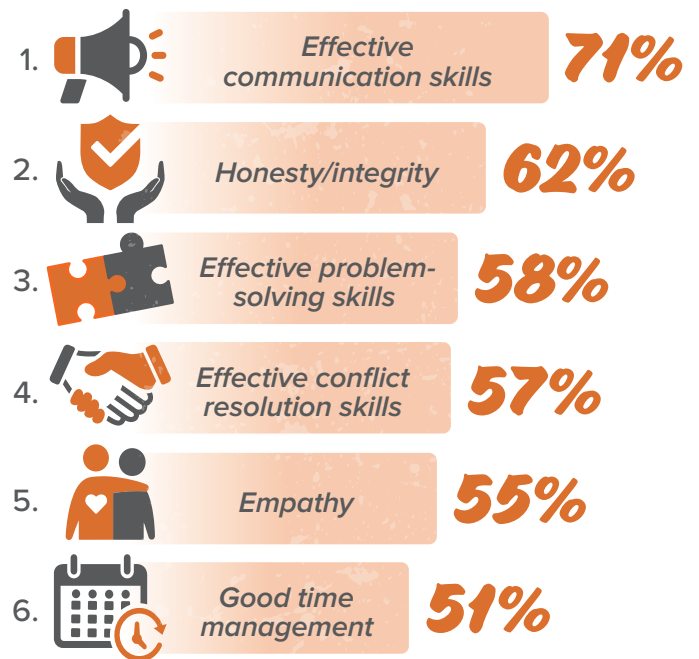 1.
Effective
communication skills
71%
2.
Honesty/integrity
62%
3.
Effective problem-
solving skills
58%
4.
Effective conflict
resolution skills
57%
5.
Empathy
55%
6.
Good time
management
51%